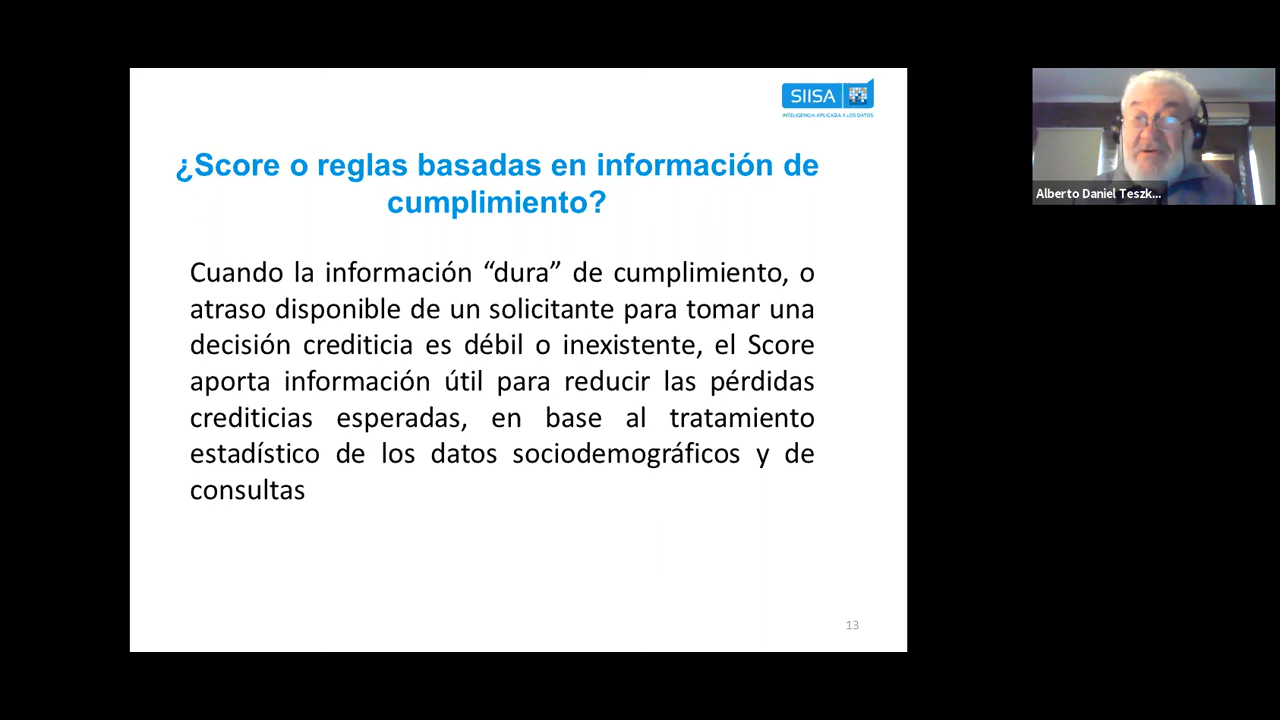 SIISA
INTELIGENCIA APLICADA A LOS DATOS
¿Score o reglas basadas en información de
cumplimiento?
Cuando la información “dura” de cumplimiento, o
atraso disponible de un solicitante para tomar una
decisión crediticia es débil o inexistente, el Score
aporta información útil para reducir las pérdidas
crediticias esperadas, en base al tratamiento
estadístico de los datos sociodemográficos y de
consultas
13
Alberto Daniel Teszk...